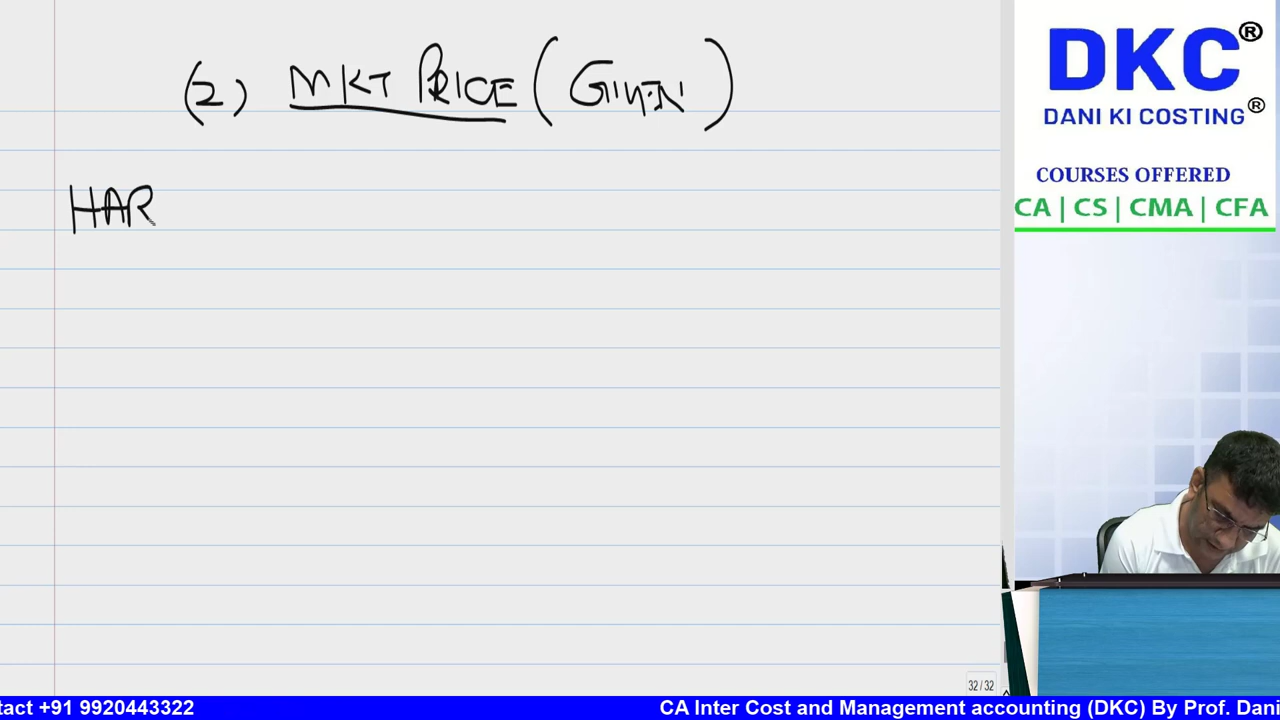 (2) MKT PRICE (GIVEN)
HAR
32/32
DKC®
DANI KI COSTING®
COURSES OFFERED
CA | CS | CMA | CFA
tact +91 9920443322 CA Inter Cost and Management accounting (DKC) By Prof. Dani